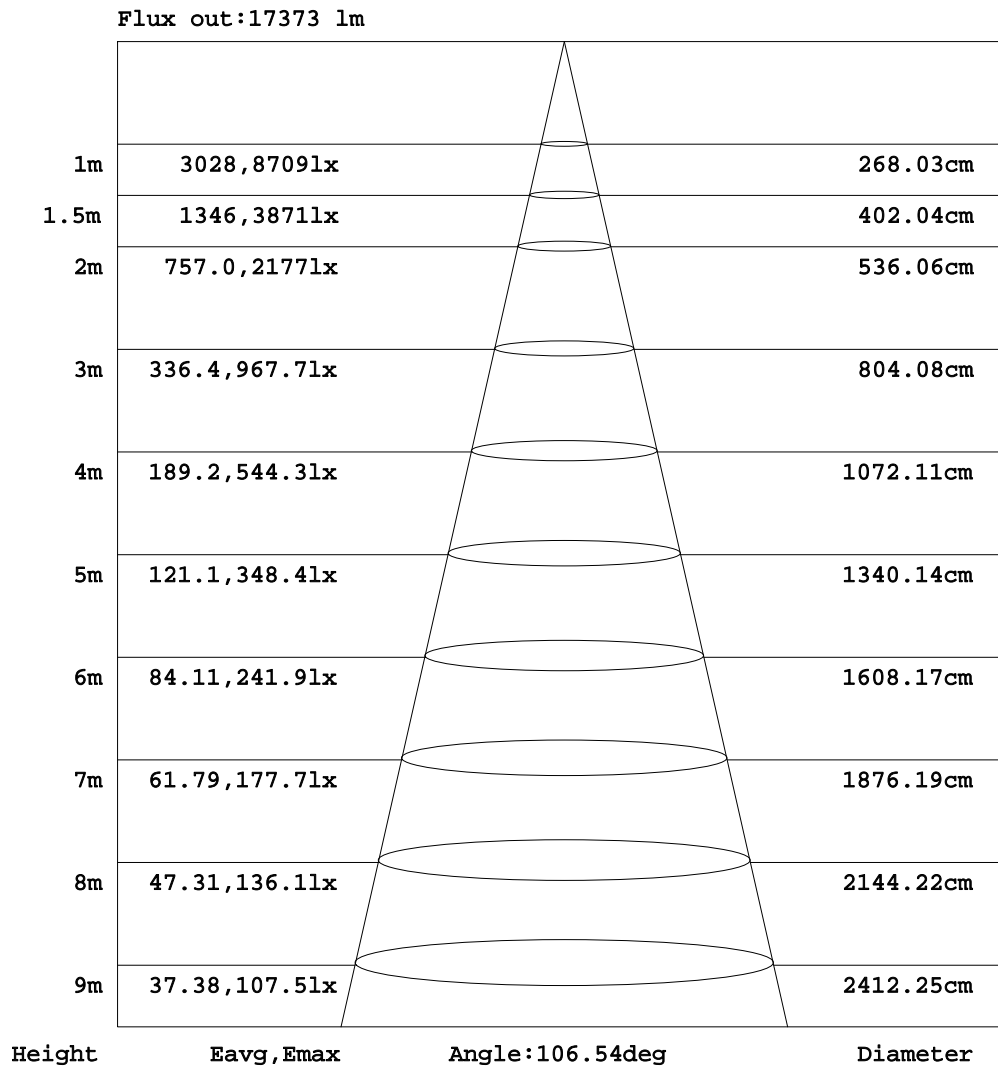 Flux out:17373 lm
1m 3028,8709lx 268.03cm
1.5m 1346,3871lx 402.04cm
2m 757.0,2177lx 536.06cm
3m 336.4,967.7lx 804.08cm
4m 189.2,544.3lx 1072.11cm
5m 121.1,348.4lx 1340.14cm
6m 84.11,241.9lx 1608.17cm
7m 61.79,177.7lx 1876.19cm
8m 47.31,136.1lx 2144.22cm
9m 37.38,107.5lx 2412.25cm
Height Eavg,Emax Angle:106.54deg Diameter